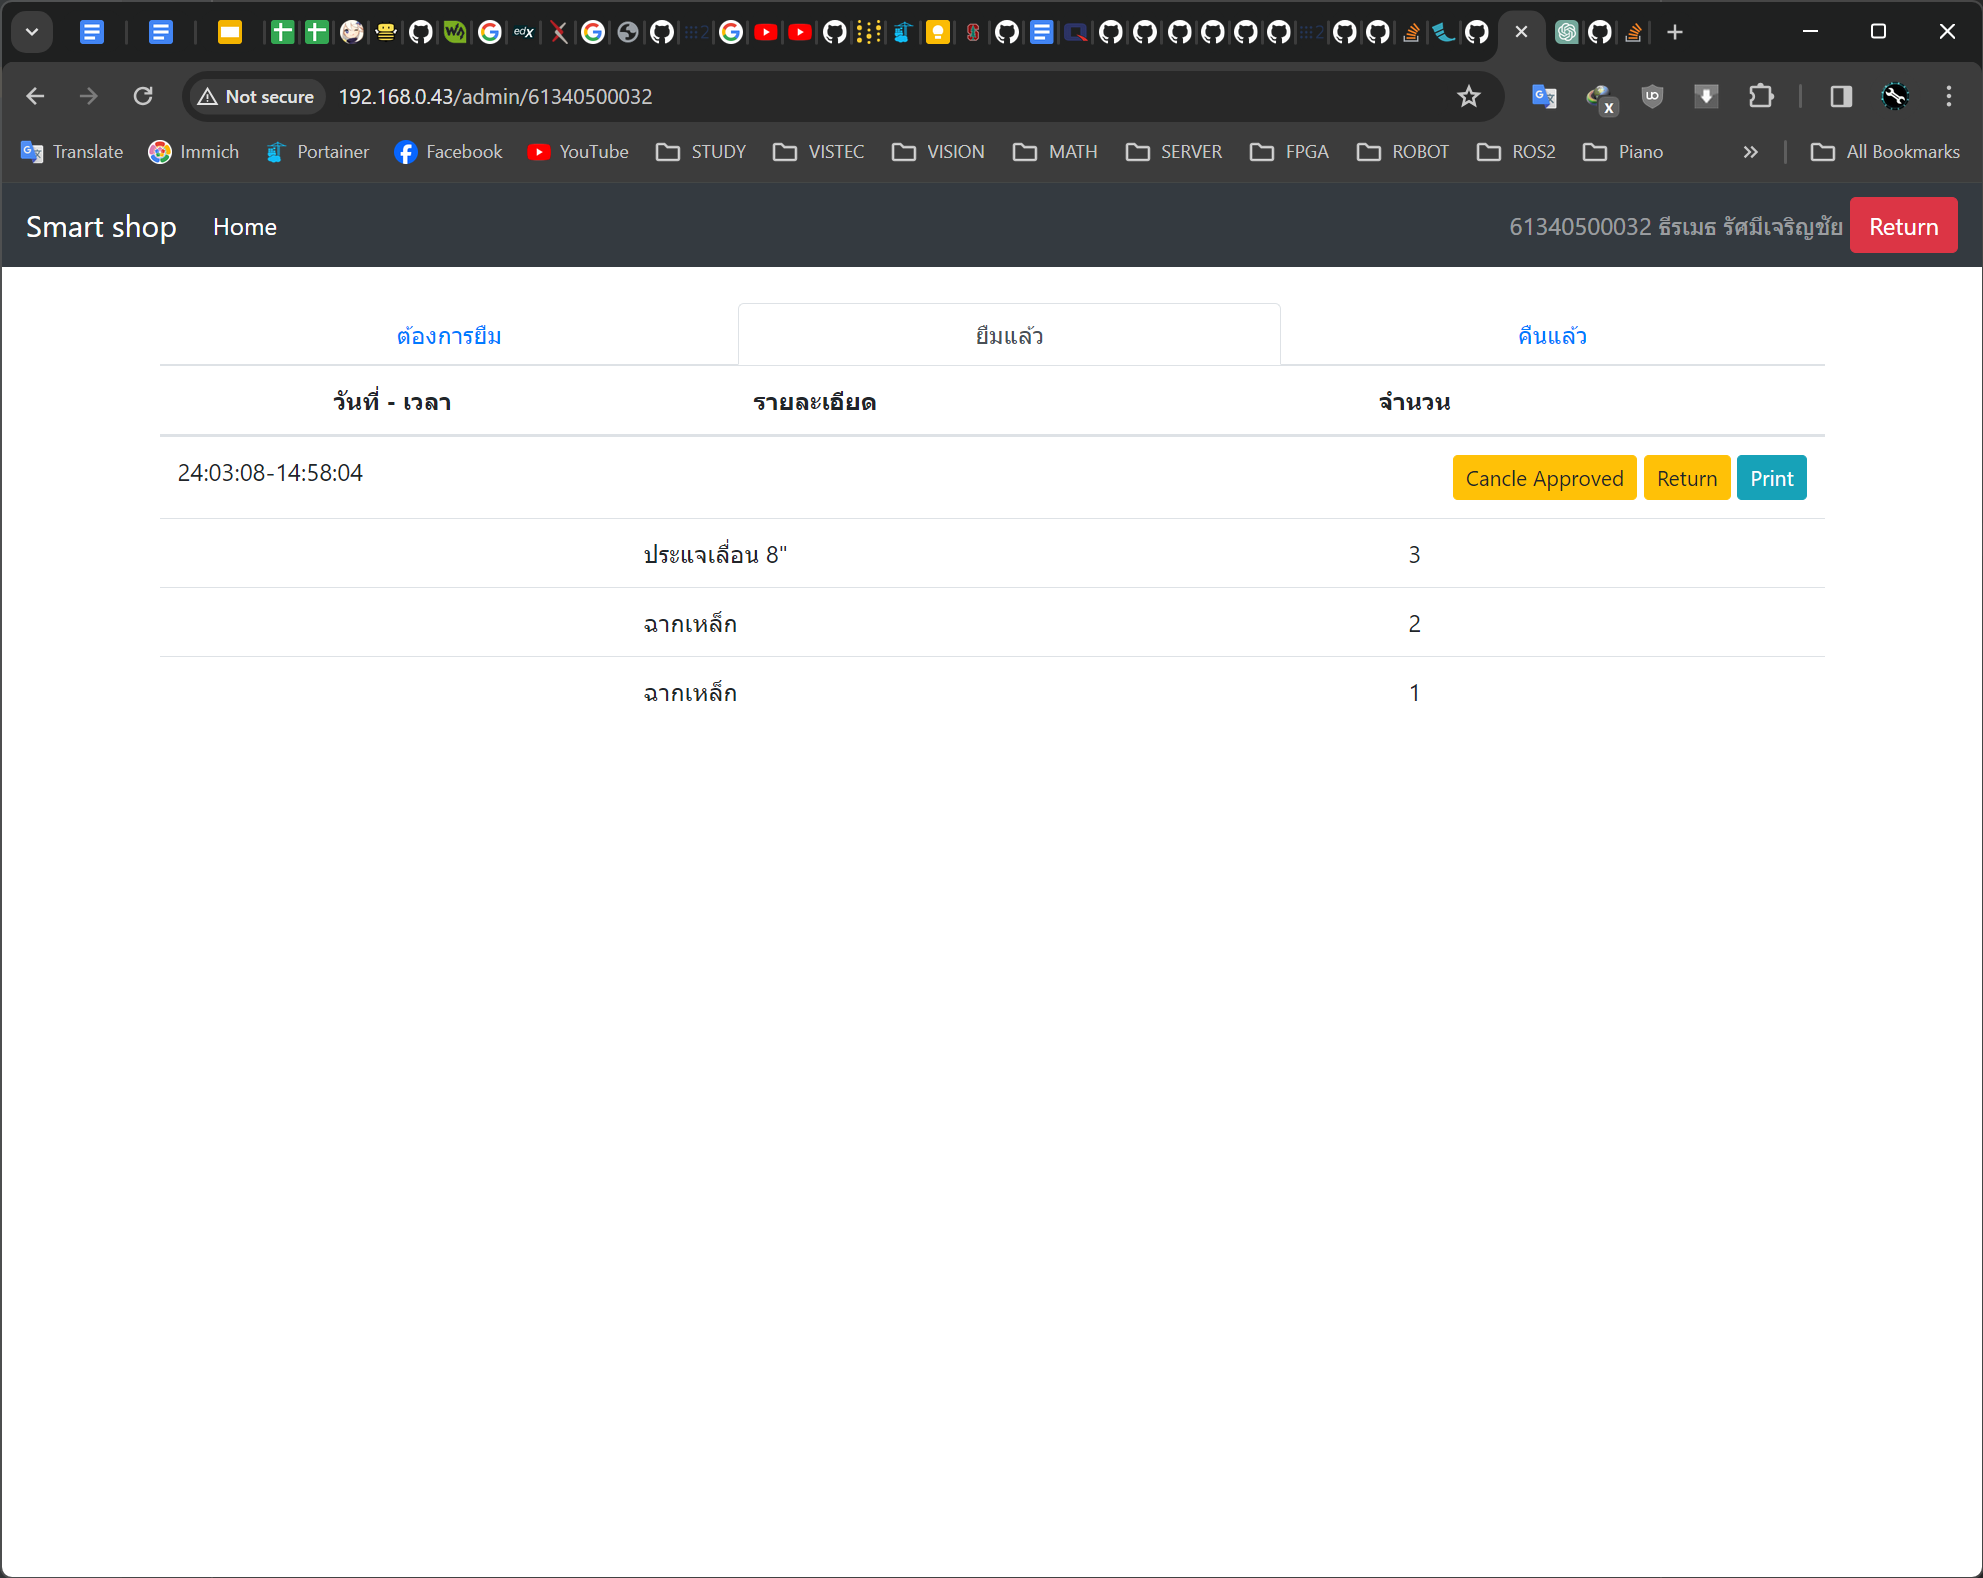 edx
Not secure 192.168.0.43/admin/61340500032
Translate Immich Portainer Facebook YouTube STUDY VISTEC VISION MATH SERVER FPGA ROBOT ROS2 Piano » All Bookmarks
Smart shop Home 61340500032 ธีรเมธ รัศมีเจริญชัย Return
ต้องการยืม ยืมแล้ว คืนแล้ว
วันที่ - เวลา รายละเอียด จำนวน
24:03:08-14:58:04 Cancle Approved Return Print
ประแจเลื่อน 8" 3
ฉากเหล็ก 2
ฉากเหล็ก 1